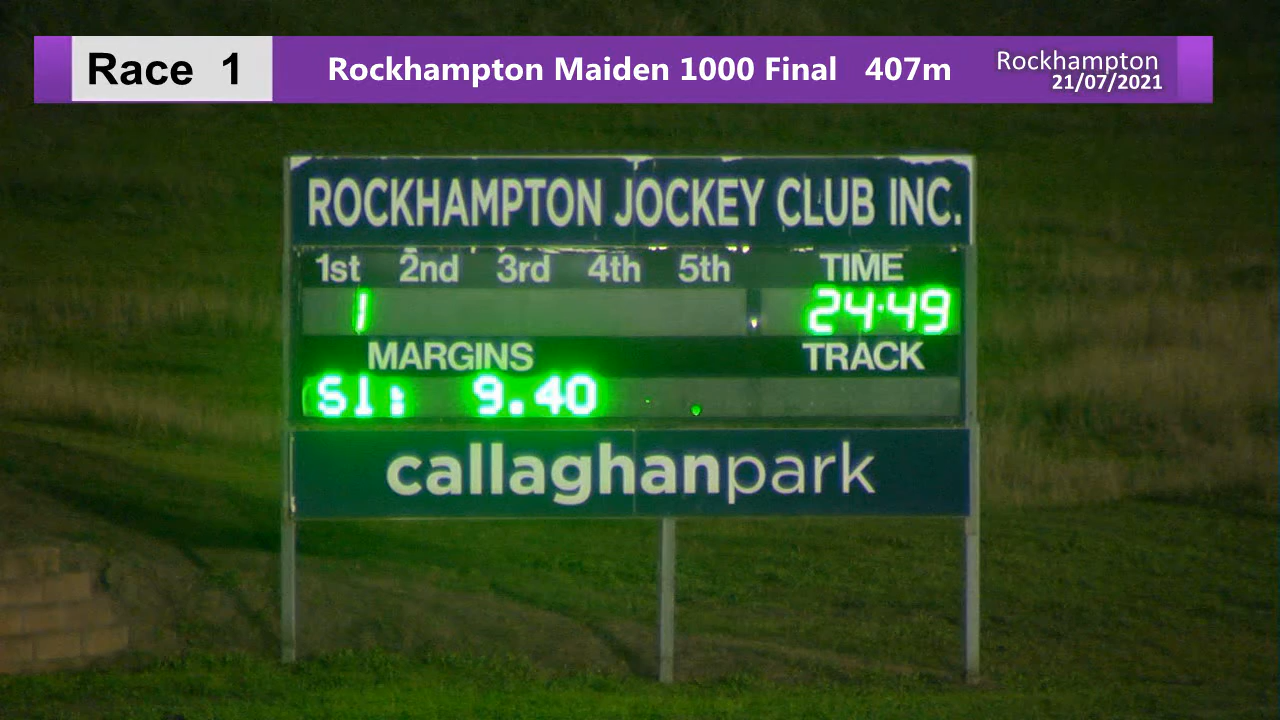 Race 1 Rockhampton Maiden 1000 Final 407m Rockhampton
21/07/2021
ROCKHAMPTON JOCKEY CLUB INC.
1st 2nd 3rd 4th 5th TIME
1 24.49
MARGINS TRACK
S1: 9.40
callaghanpark